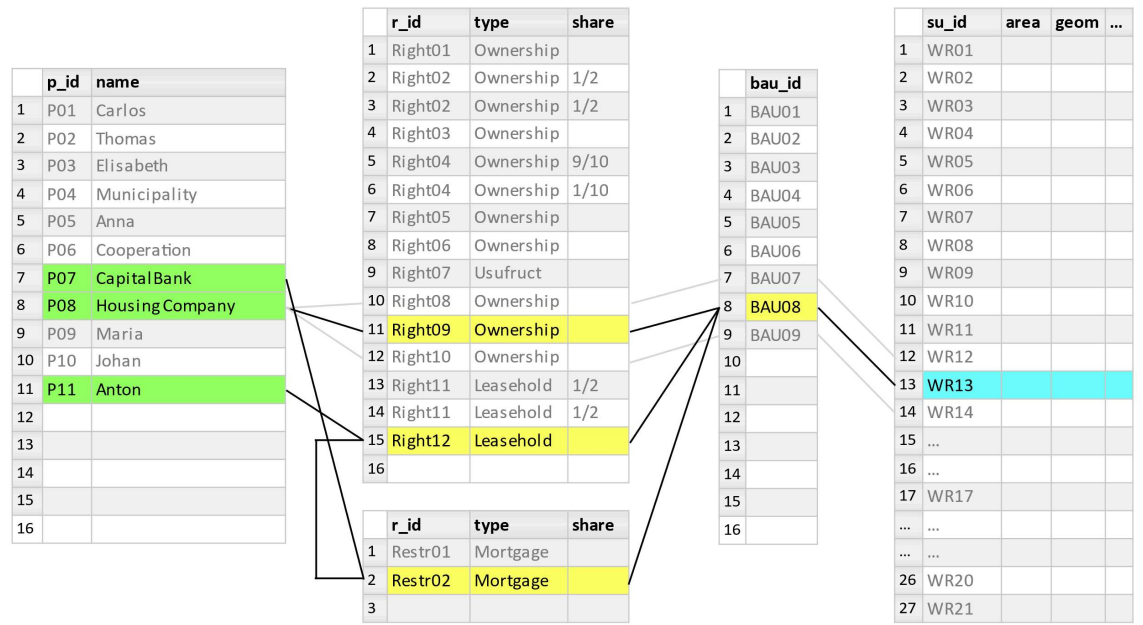 p_id name
1 P01 Carlos
2 P02 Thomas
3 P03 Elisabeth
4 P04 Municipality
5 P05 Anna
6 P06 Cooperation
7 P07 Capital Bank
8 P08 Housing Company
9 P09 Maria
10 P10 Johan
11 P11 Anton
12
13
14
15
16
r_id type share
1 Right01 Ownership
2 Right02 Ownership 1/2
3 Right02 Ownership 1/2
4 Right03 Ownership
5 Right04 Ownership 9/10
6 Right04 Ownership 1/10
7 Right05 Ownership
8 Right06 Ownership
9 Right07 Usufruct
10 Right08 Ownership
11 Right09 Ownership
12 Right10 Ownership
13 Right11 Leasehold 1/2
14 Right11 Leasehold 1/2
15 Right12 Leasehold
16
r_id type share
1 Restr01 Mortgage
2 Restr02 Mortgage
3
bau_id
1 BAU01
2 BAU02
3 BAU03
4 BAU04
5 BAU05
6 BAU06
7 BAU07
8 BAU08
9 BAU09
10
11
12
13
14
15
16
su_id area geom ...
1 WR01
2 WR02
3 WR03
4 WR04
5 WR05
6 WR06
7 WR07
8 WR08
9 WR09
10 WR10
11 WR11
12 WR12
13 WR13
14 WR14
15 ...
16 ...
17 WR17
... ...
... ...
26 WR20
27 WR21